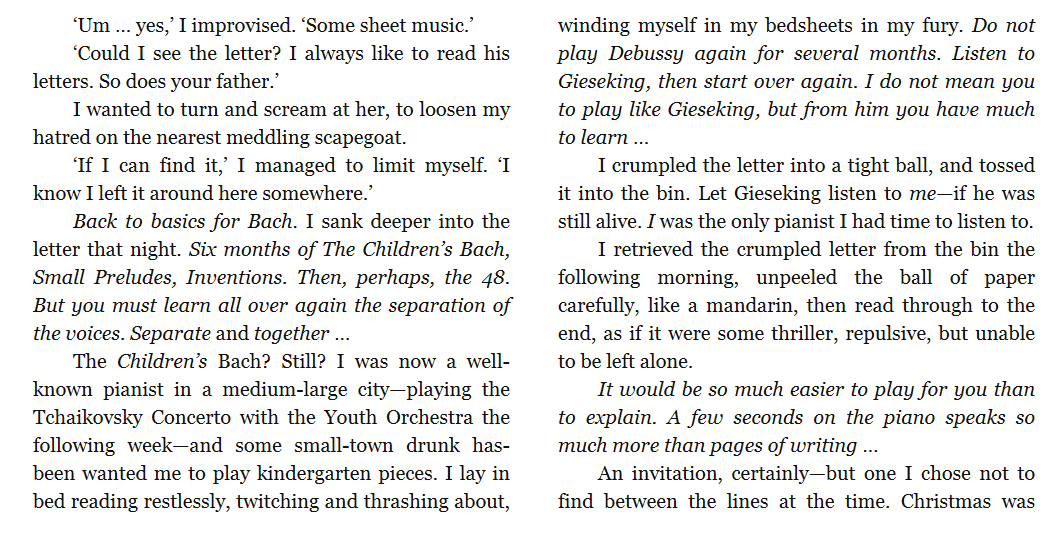 ‘Um ... yes,’ I improvised. ‘Some sheet music.’
‘Could I see the letter? I always like to read his
letters. So does your father.’
I wanted to turn and scream at her, to loosen my
hatred on the nearest meddling scapegoat.
‘If I can find it,’ I managed to limit myself. ‘I
know I left it around here somewhere.’
Back to basics for Bach. I sank deeper into the
letter that night. Six months of The Children’s Bach,
Small Preludes, Inventions. Then, perhaps, the 48.
But you must learn all over again the separation of
the voices. Separate and together ...
The Children’s Bach? Still? I was now a well-
known pianist in a medium-large city—playing the
Tchaikovsky Concerto with the Youth Orchestra the
following week—and some small-town drunk has-
been wanted me to play kindergarten pieces. I lay in
bed reading restlessly, twitching and thrashing about,
winding myself in my bedsheets in my fury. Do not
play Debussy again for several months. Listen to
Gieseking, then start over again. I do not mean you
to play like Gieseking, but from him you have much
to learn ...
I crumpled the letter into a tight ball, and tossed
it into the bin. Let Gieseking listen to me—if he was
still alive. I was the only pianist I had time to listen to.
I retrieved the crumpled letter from the bin the
following morning, unpeeled the ball of paper
carefully, like a mandarin, then read through to the
end, as if it were some thriller, repulsive, but unable
to be left alone.
It would be so much easier to play for you than
to explain. A few seconds on the piano speaks so
much more than pages of writing ...
An invitation, certainly—but one I chose not to
find between the lines at the time. Christmas was